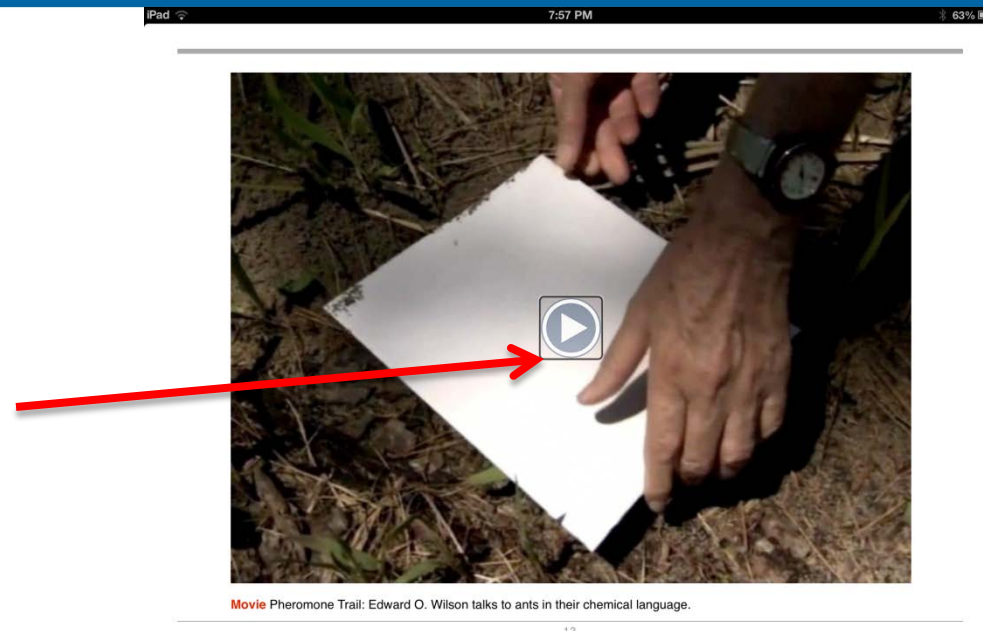 iPad 7:57 PM 63%
Movie Pheromone Trail: Edward O. Wilson talks to ants in their chemical language.